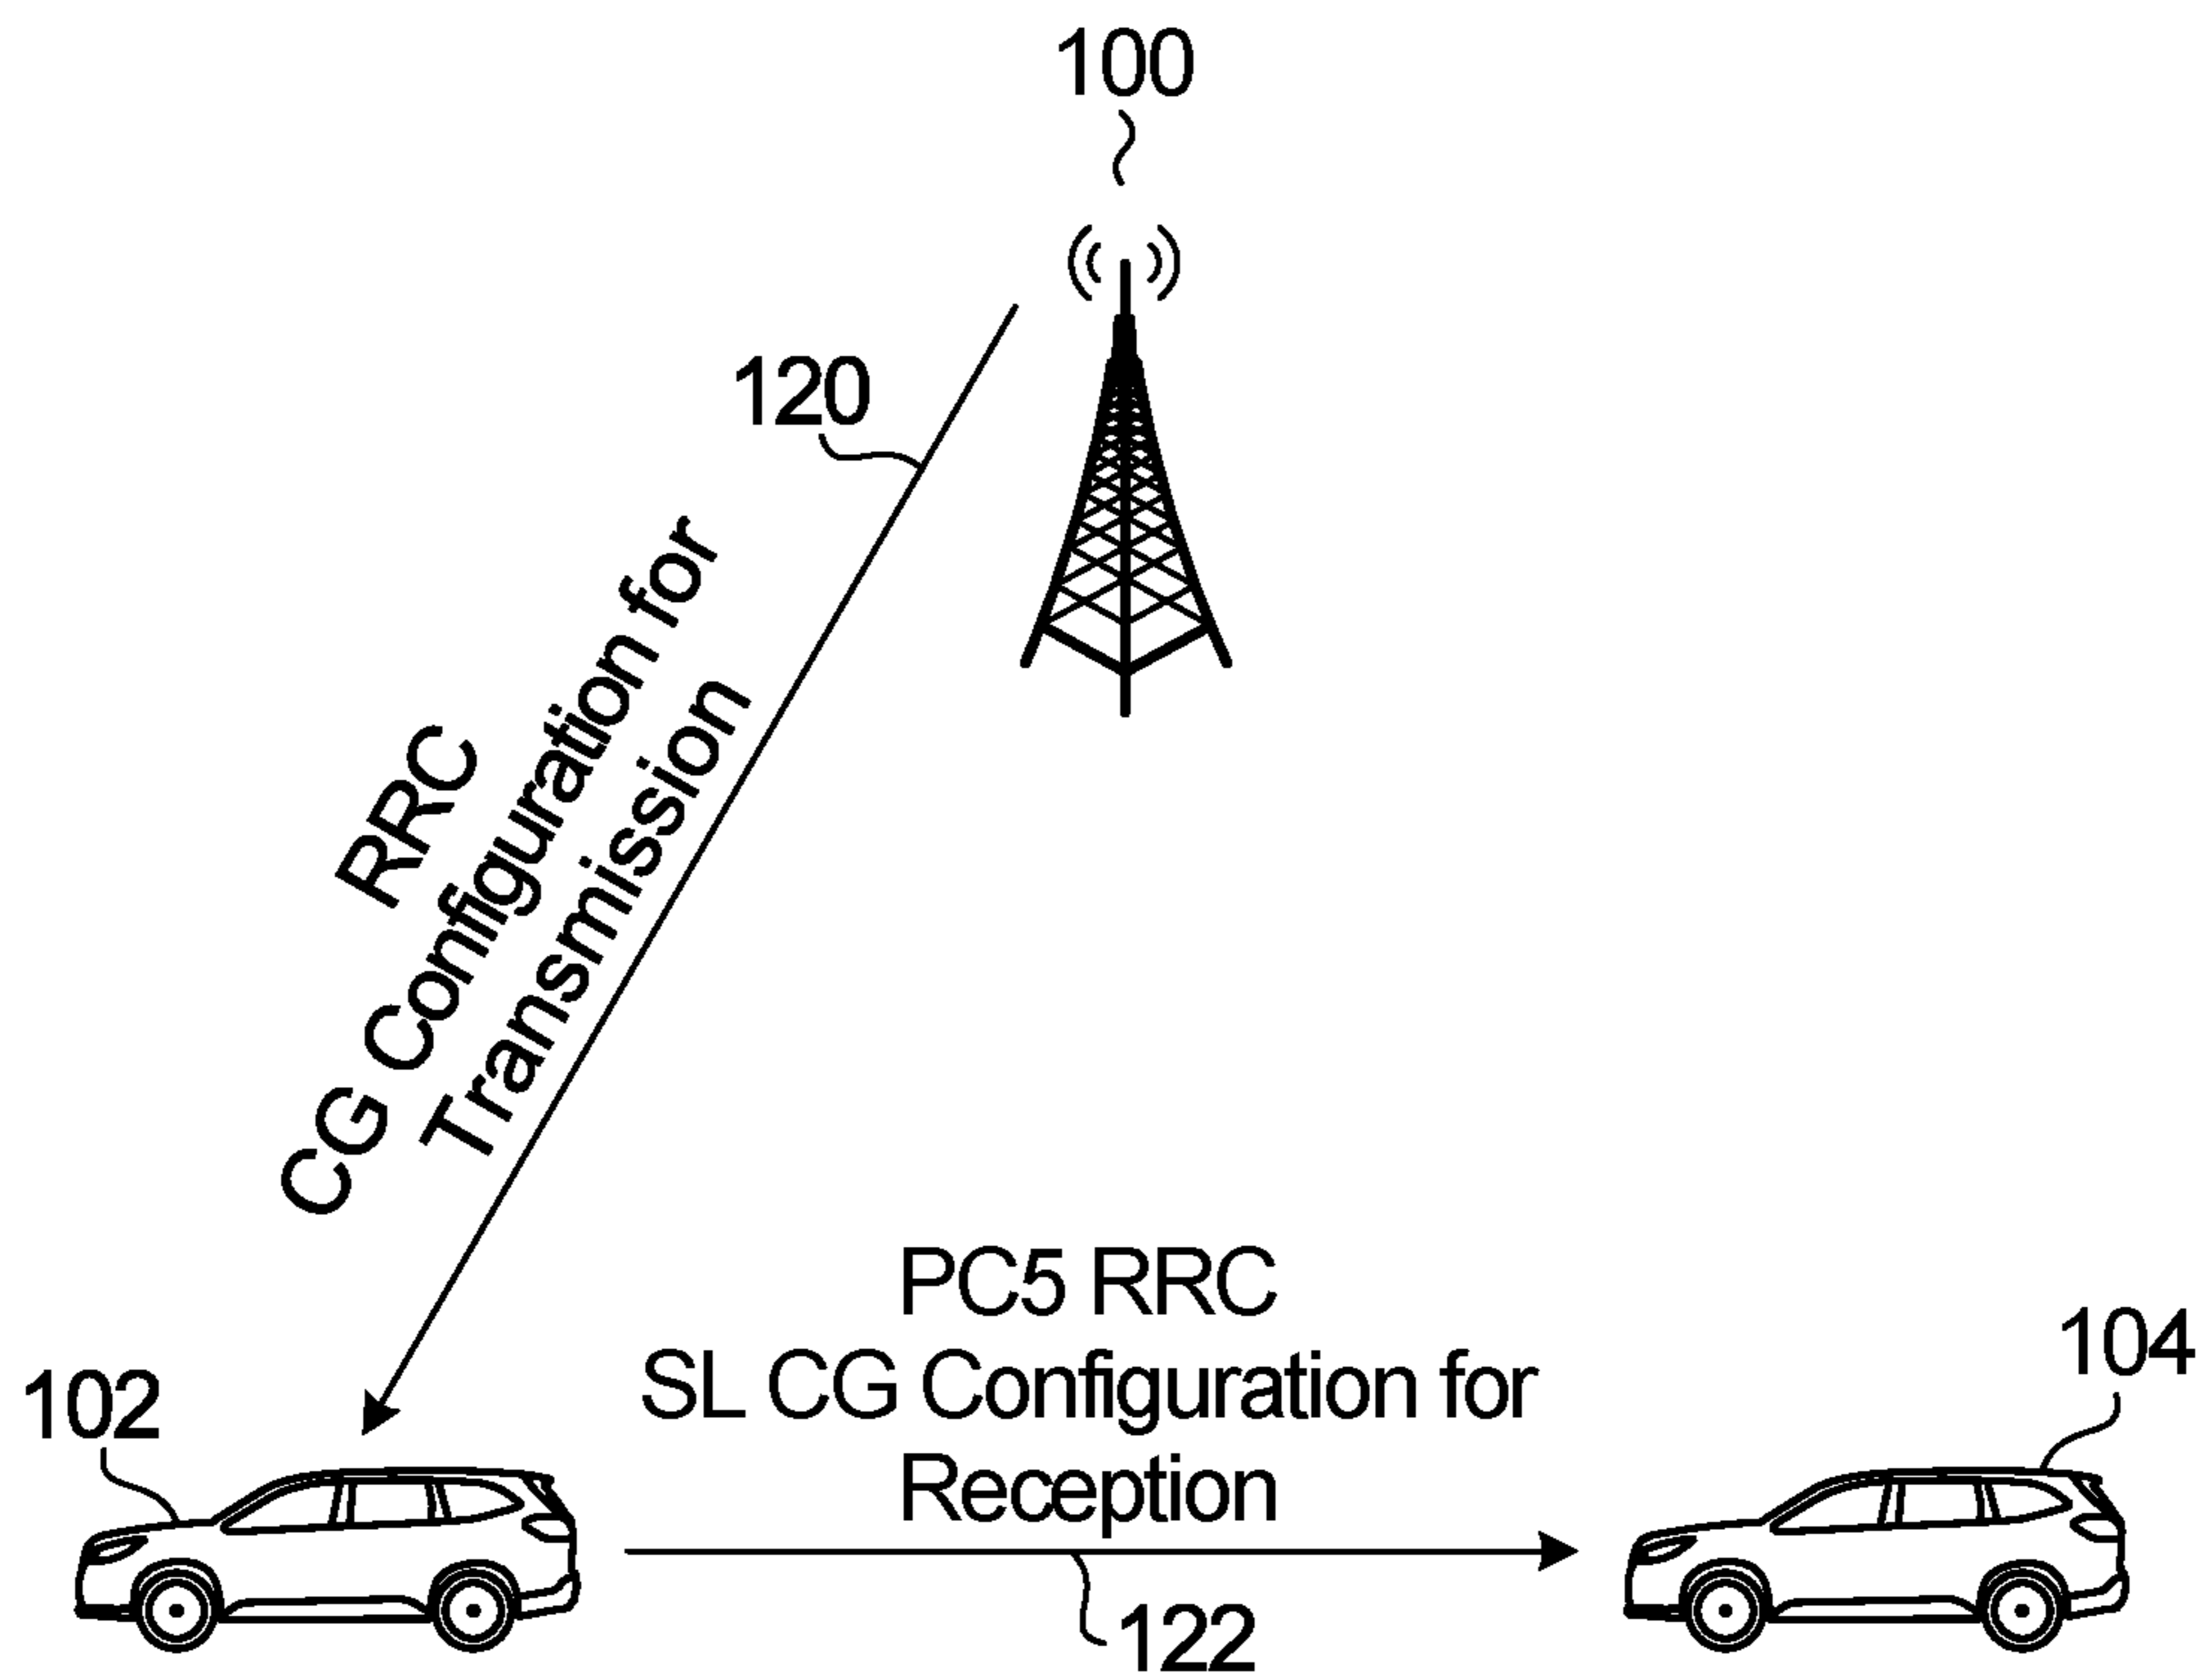 100
120
RRC
CG Configuration for
Transmission
PC5 RRC
SL CG Configuration for
Reception
102
104
122